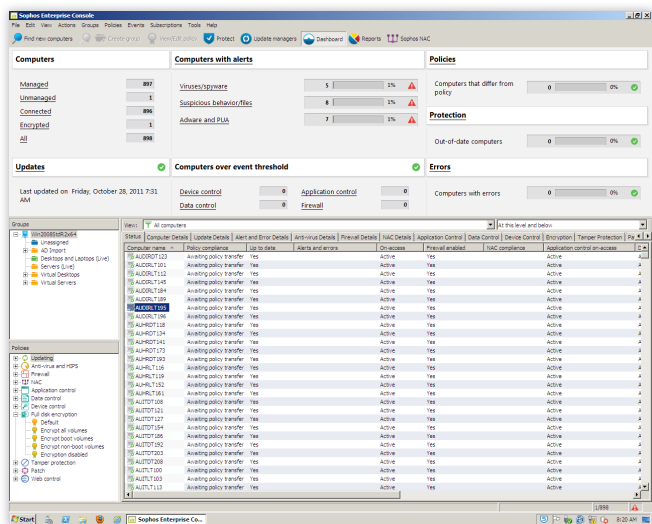 Sophos Enterprise Console
File Edit View Actions Groups Policies Events Subscriptions Tools Help
Find new computers Create group View/Edit policy Protect Update managers Dashboard Reports Sophos NAC
Computers
Managed 897
Unmanaged 1
Connected 896
Encrypted 1
All 898
Computers with alerts
Viruses/spyware 5 1%
Suspicious behavior/files 8 1%
Adware and PUA 7 1%
Policies
Computers that differ from policy 0 0%
Protection
Out-of-date computers 0 0%
Updates
Last updated on Friday, October 28, 2011 7:31 AM
Computers over event threshold
Device control 0 Application control 0
Data control 0 Firewall 0
Errors
Computers with errors 0 0%
Groups
Win2008StdR2x64
Unassigned
AD Import
Desktops and Laptops (Live)
Servers (Live)
Virtual Desktops
Virtual Servers
Policies
Updating
Anti-virus and HIPS
Firewall
NAC
Application control
Data control
Device control
Full disk encryption
Default
Encrypt all volumes
Encrypt boot volumes
Encrypt non-boot volumes
Encryption disabled
Tamper protection
Patch
Web control
View: All computers At this level and below
Status Computer Details Update Details Alert and Error Details Anti-virus Details Firewall Details NAC Details Application Control Data Control Device Control Encryption Tamper Protection Pa
Computer name Policy compliance Up to date Alerts and errors On-access Firewall enabled NAC compliance Application control on-access
AUDIRDT123 Awaiting policy transfer Yes Active Yes Active
AUDIRLT101 Awaiting policy transfer Yes Active Yes Active
AUDIRLT112 Awaiting policy transfer Yes Active Yes Active
AUDIRLT145 Awaiting policy transfer Yes Active Yes Active
AUDIRLT184 Awaiting policy transfer Yes Active Yes Active
AUDIRLT189 Awaiting policy transfer Yes Active Yes Active
AUDIRLT195 Awaiting policy transfer Yes Active Yes Active
AUDIRLT196 Awaiting policy transfer Yes Active Yes Active
AUHRDT118 Awaiting policy transfer Yes Active Yes Active
AUHRDT134 Awaiting policy transfer Yes Active Yes Active
AUHRDT141 Awaiting policy transfer Yes Active Yes Active
AUHRDT173 Awaiting policy transfer Yes Active Yes Active
AUHRDT193 Awaiting policy transfer Yes Active Yes Active
AUHRLT116 Awaiting policy transfer Yes Active Yes Active
AUHRLT119 Awaiting policy transfer Yes Active Yes Active
AUHRLT152 Awaiting policy transfer Yes Active Yes Active
AUHRLT161 Awaiting policy transfer Yes Active Yes Active
AUITDT108 Awaiting policy transfer Yes Active Yes Active
AUITDT121 Awaiting policy transfer Yes Active Yes Active
AUITDT127 Awaiting policy transfer Yes Active Yes Active
AUITDT154 Awaiting policy transfer Yes Active Yes Active
AUITDT186 Awaiting policy transfer Yes Active Yes Active
AUITDT192 Awaiting policy transfer Yes Active Yes Active
AUITDT203 Awaiting policy transfer Yes Active Yes Active
AUITDT208 Awaiting policy transfer Yes Active Yes Active
AUITLT100 Awaiting policy transfer Yes Active Yes Active
AUITLT103 Awaiting policy transfer Yes Active Yes Active
AUITLT113 Awaiting policy transfer Yes Active Yes Active
1/898
Start Sophos Enterprise Co... 8:20 AM